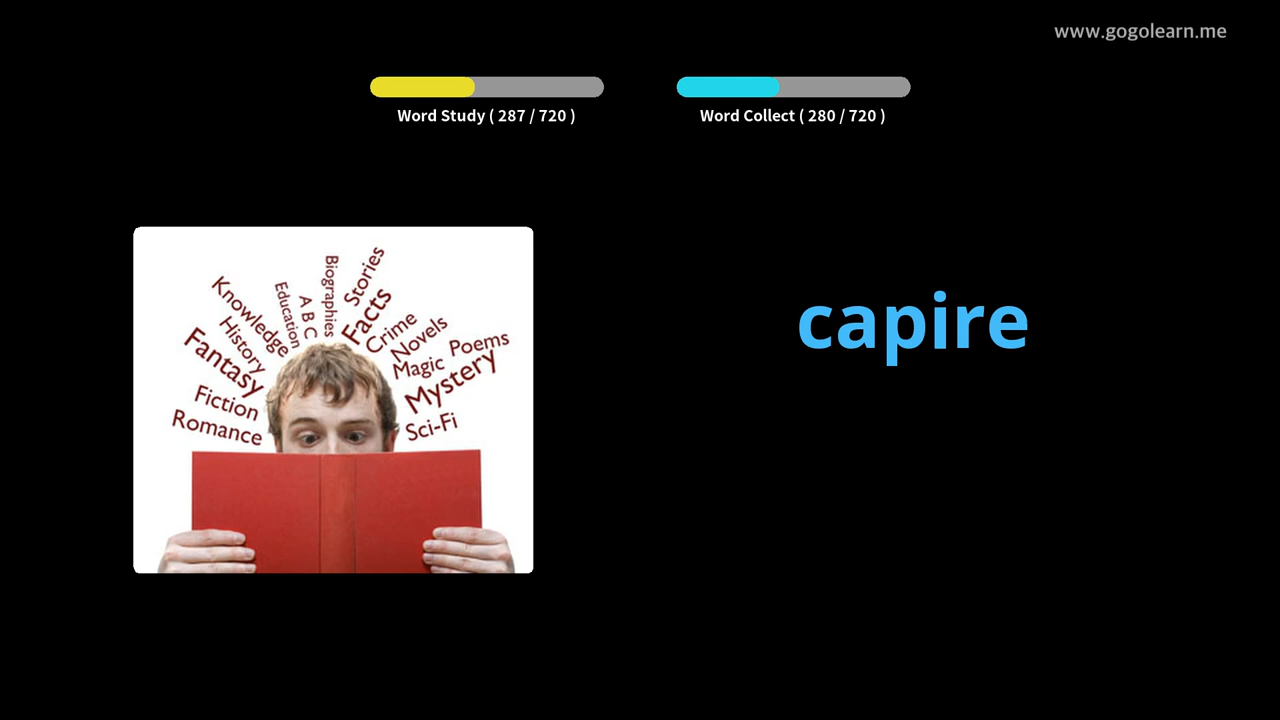 www.gogolearn.me
Word Study ( 287 / 720 )
Word Collect ( 280 / 720 )
capire
Biographies
Stories
Education
A B C
Facts
Knowledge
History
Crime
Novels
Fantasy
Magic
Poems
Mystery
Fiction
Romance
Sci-Fi